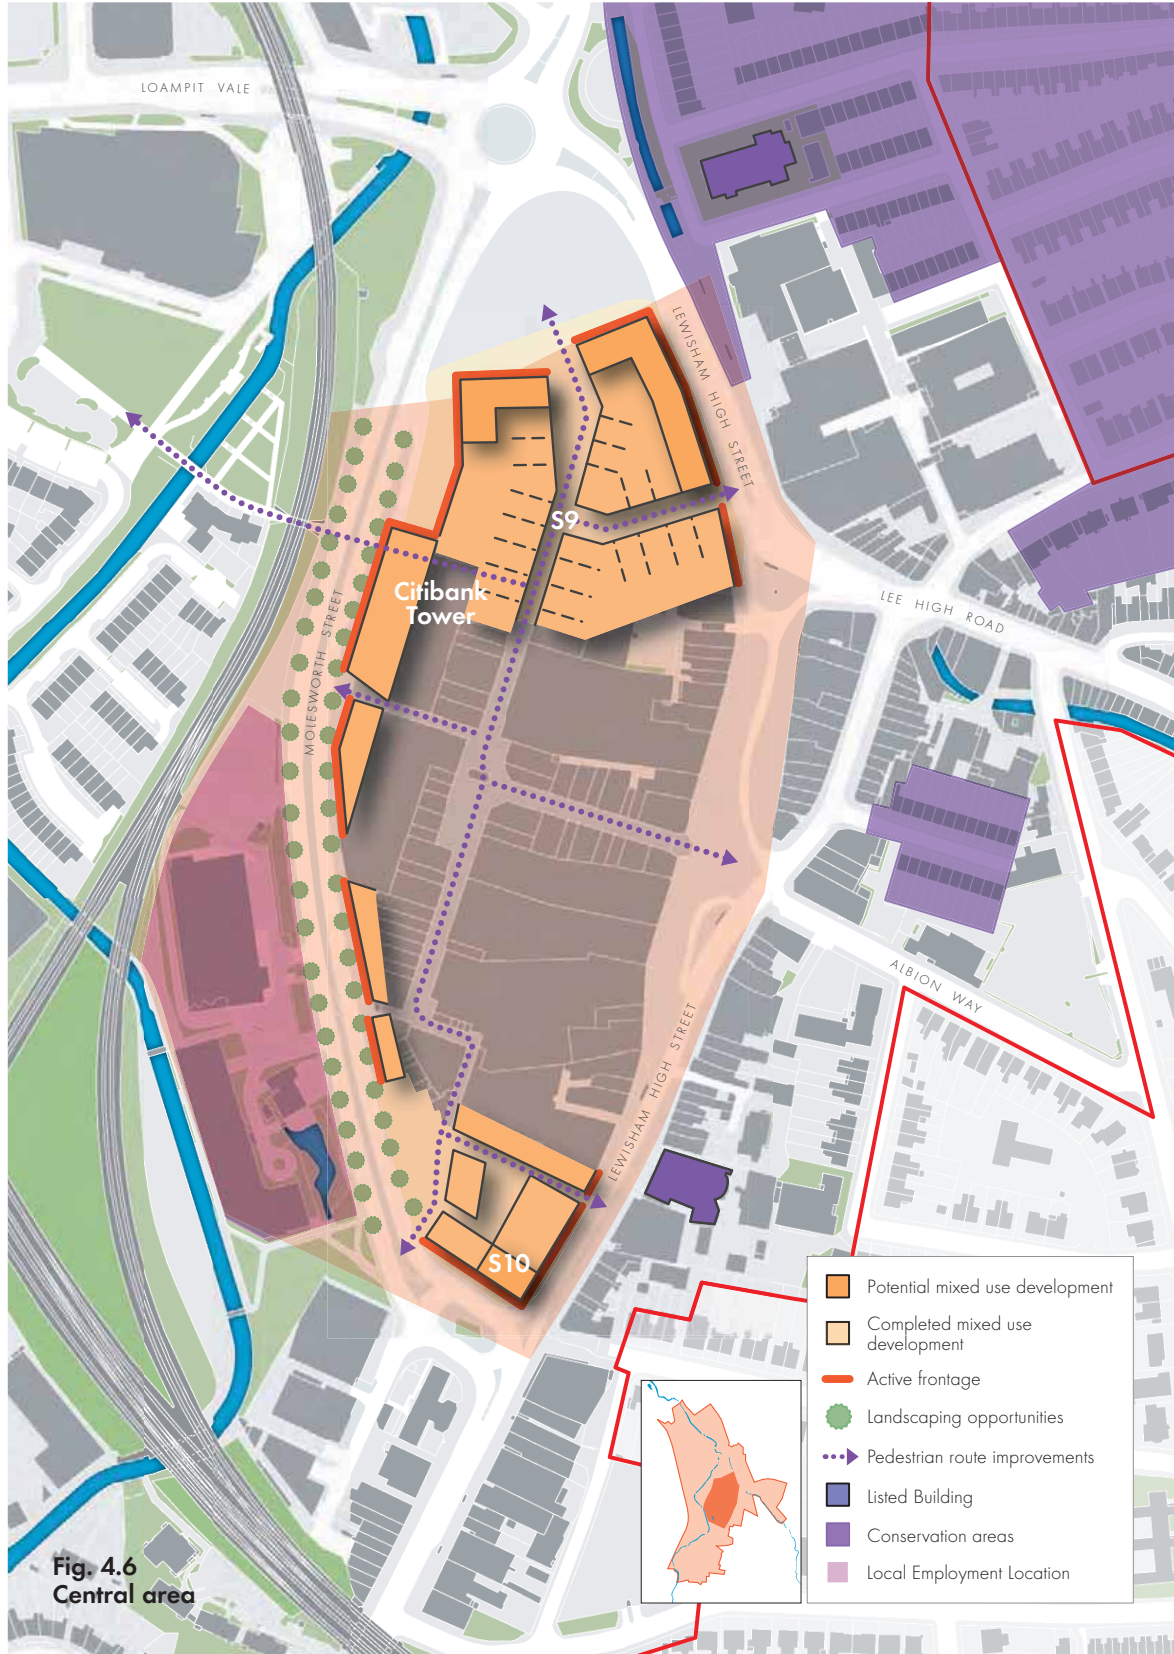 LOAMPIT VALE
LEWISHAM HIGH STREET
S9
Citibank
Tower
MOLESWORTH STREET
LEE HIGH ROAD
ALBION WAY
LEWISHAM HIGH STREET
S10
Potential mixed use development
Completed mixed use
development
Active frontage
Landscaping opportunities
Pedestrian route improvements
Listed Building
Conservation areas
Local Employment Location
Fig. 4.6
Central area